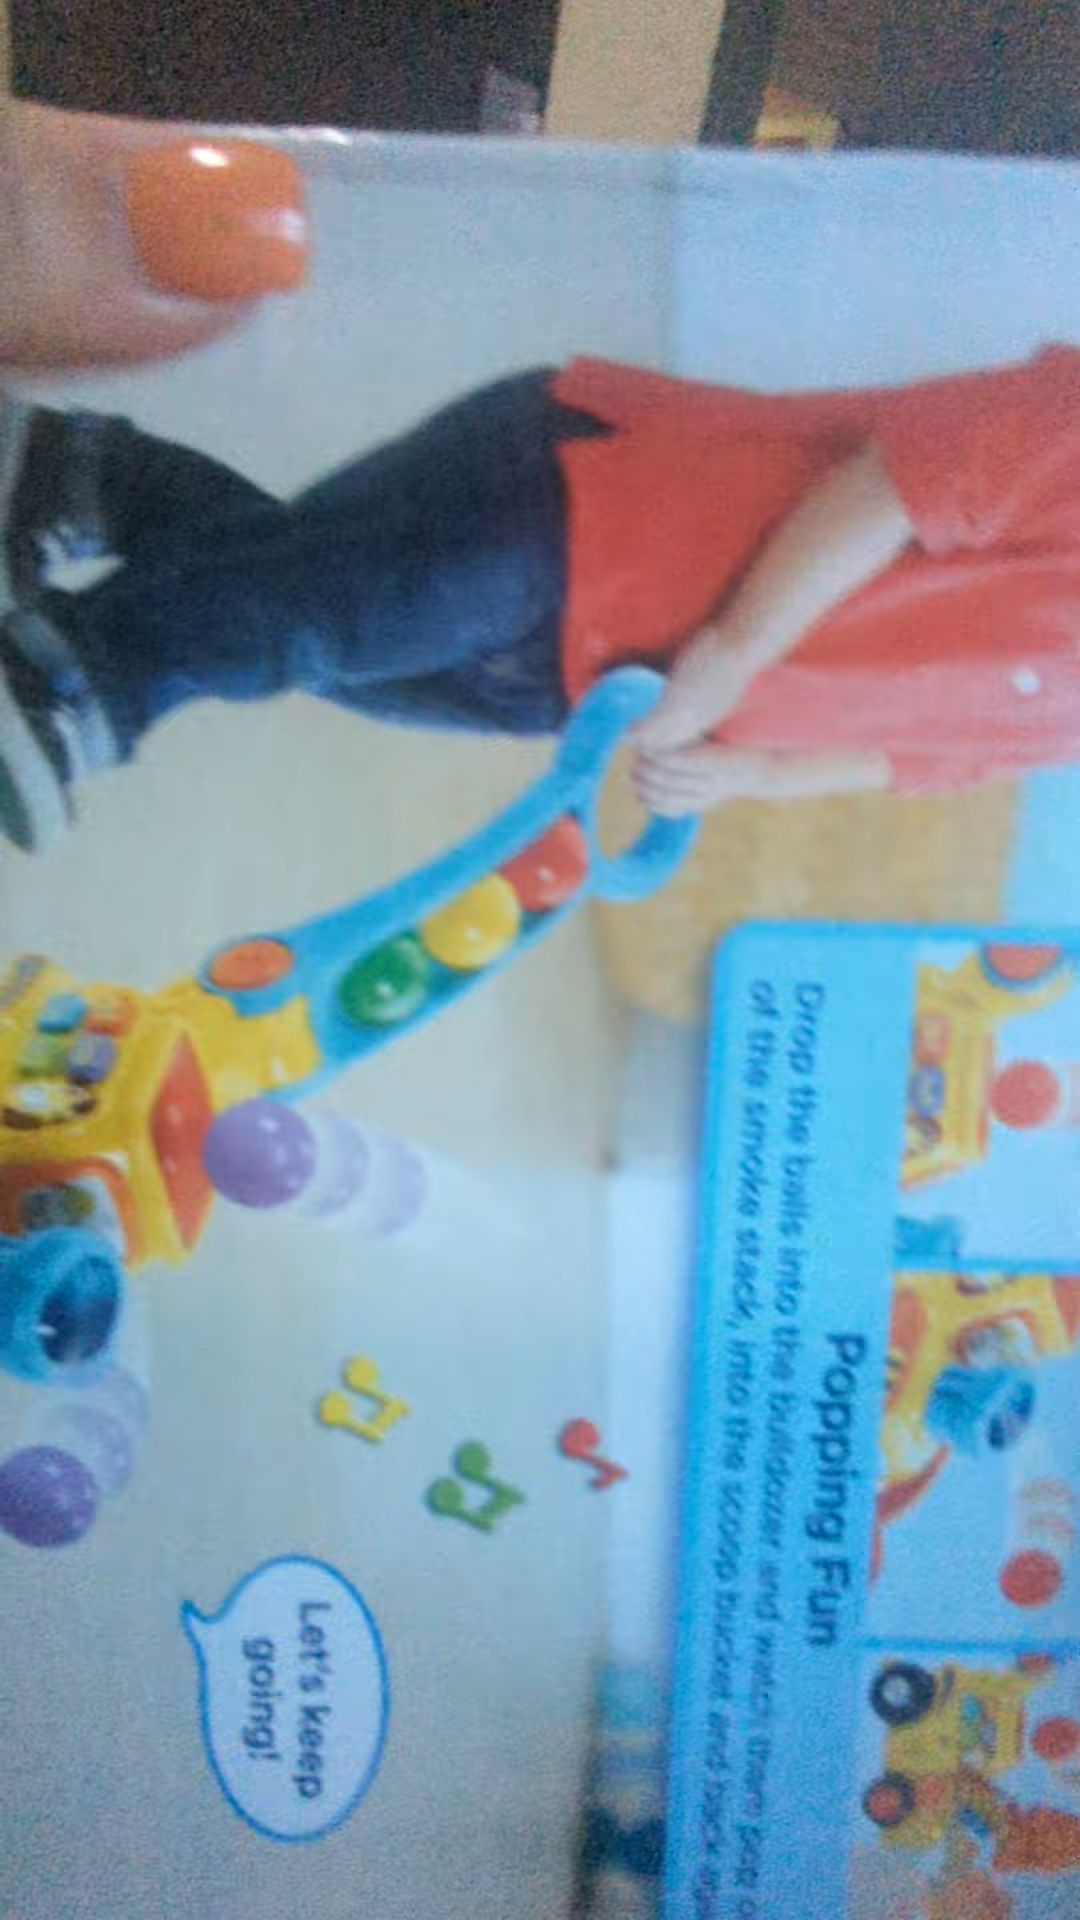 Popping Fun
Drop the balls into the bulldozer and watch them pop o
of the smoke stack, into the scoop bucket and back
Let's keep
going!